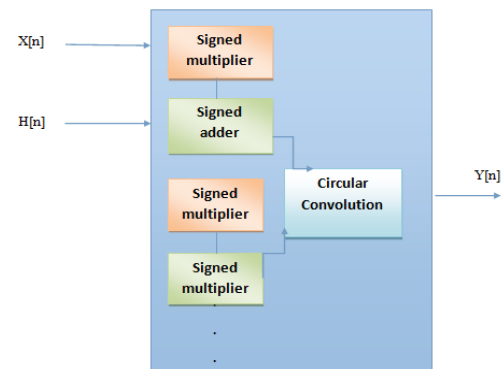 X[n]
Signed
multiplier
H[n]
Signed
adder
Circular
Convolution
Y[n]
Signed
multiplier
Signed
multiplier
.
.
.